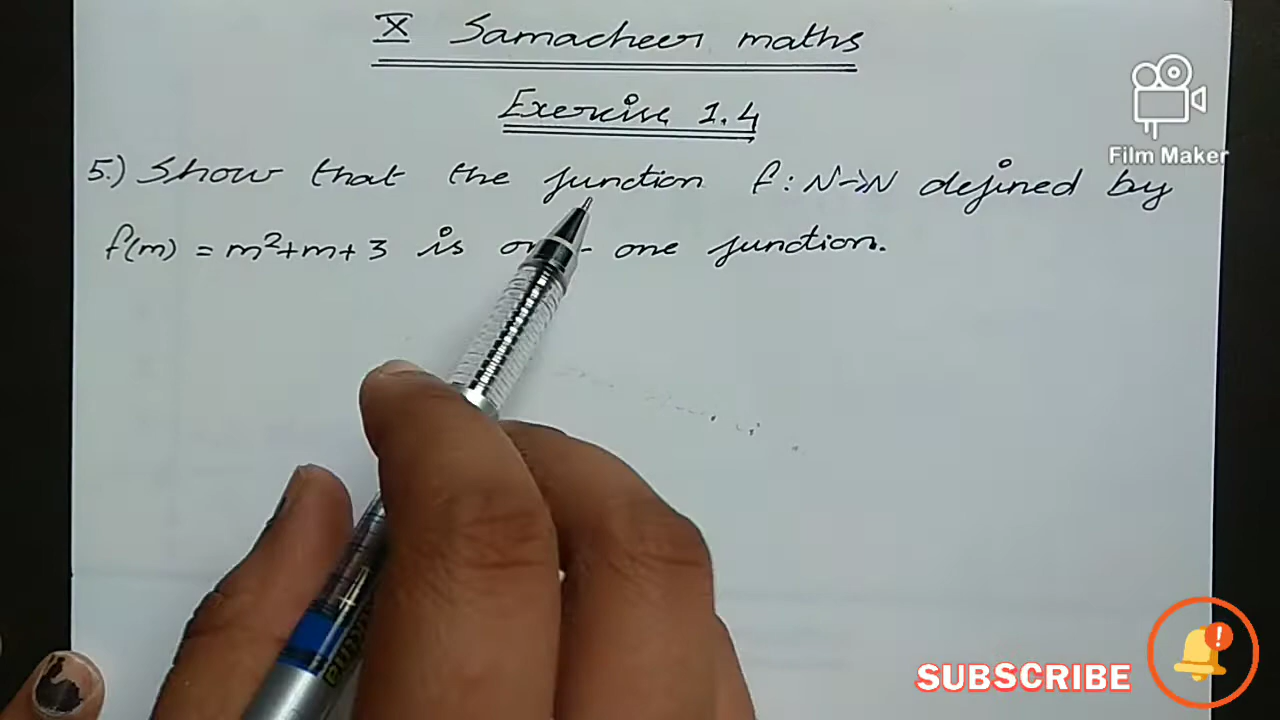 X Samacheer maths
Exercise 1.4
Film Maker
5.) Show that the function f : N→N defined by
f(m) = m²+m+3 is - one function.
SUBSCRIBE